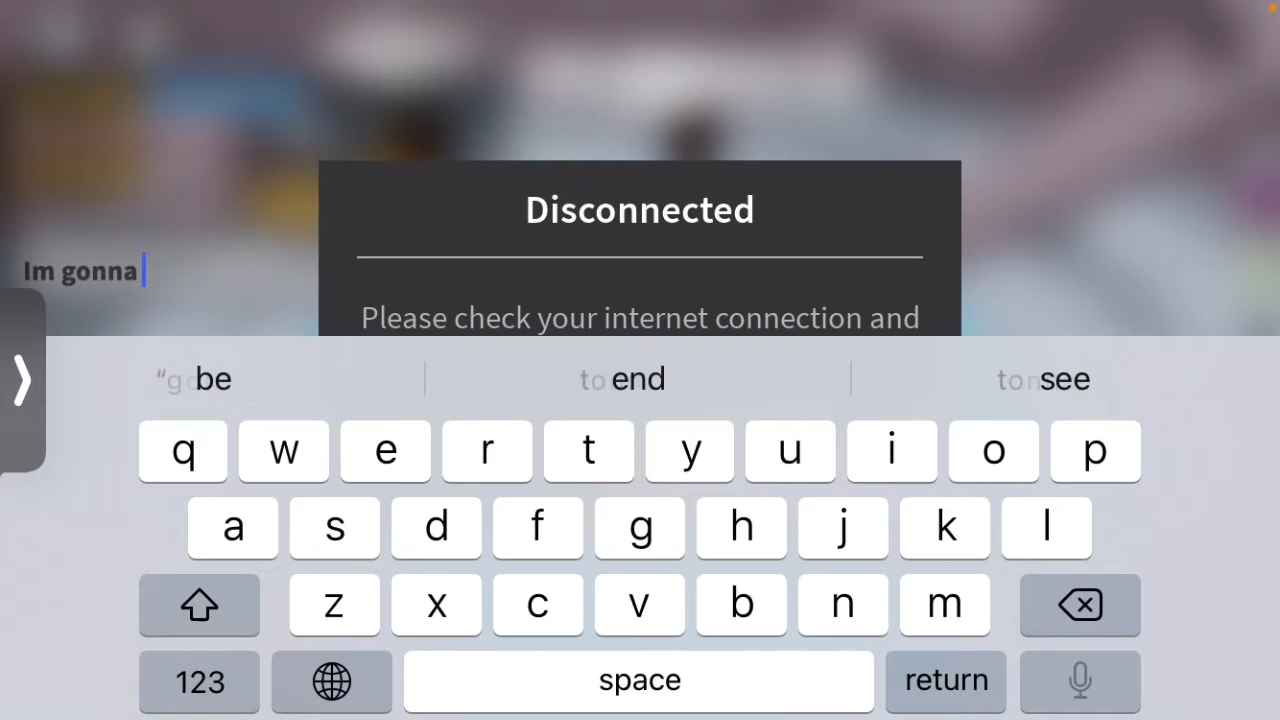 Disconnected
Im gonna
Please check your internet connection and
be end see
q w e r t y u i o p
a s d f g h j k l
z x c v b n m
123 space return